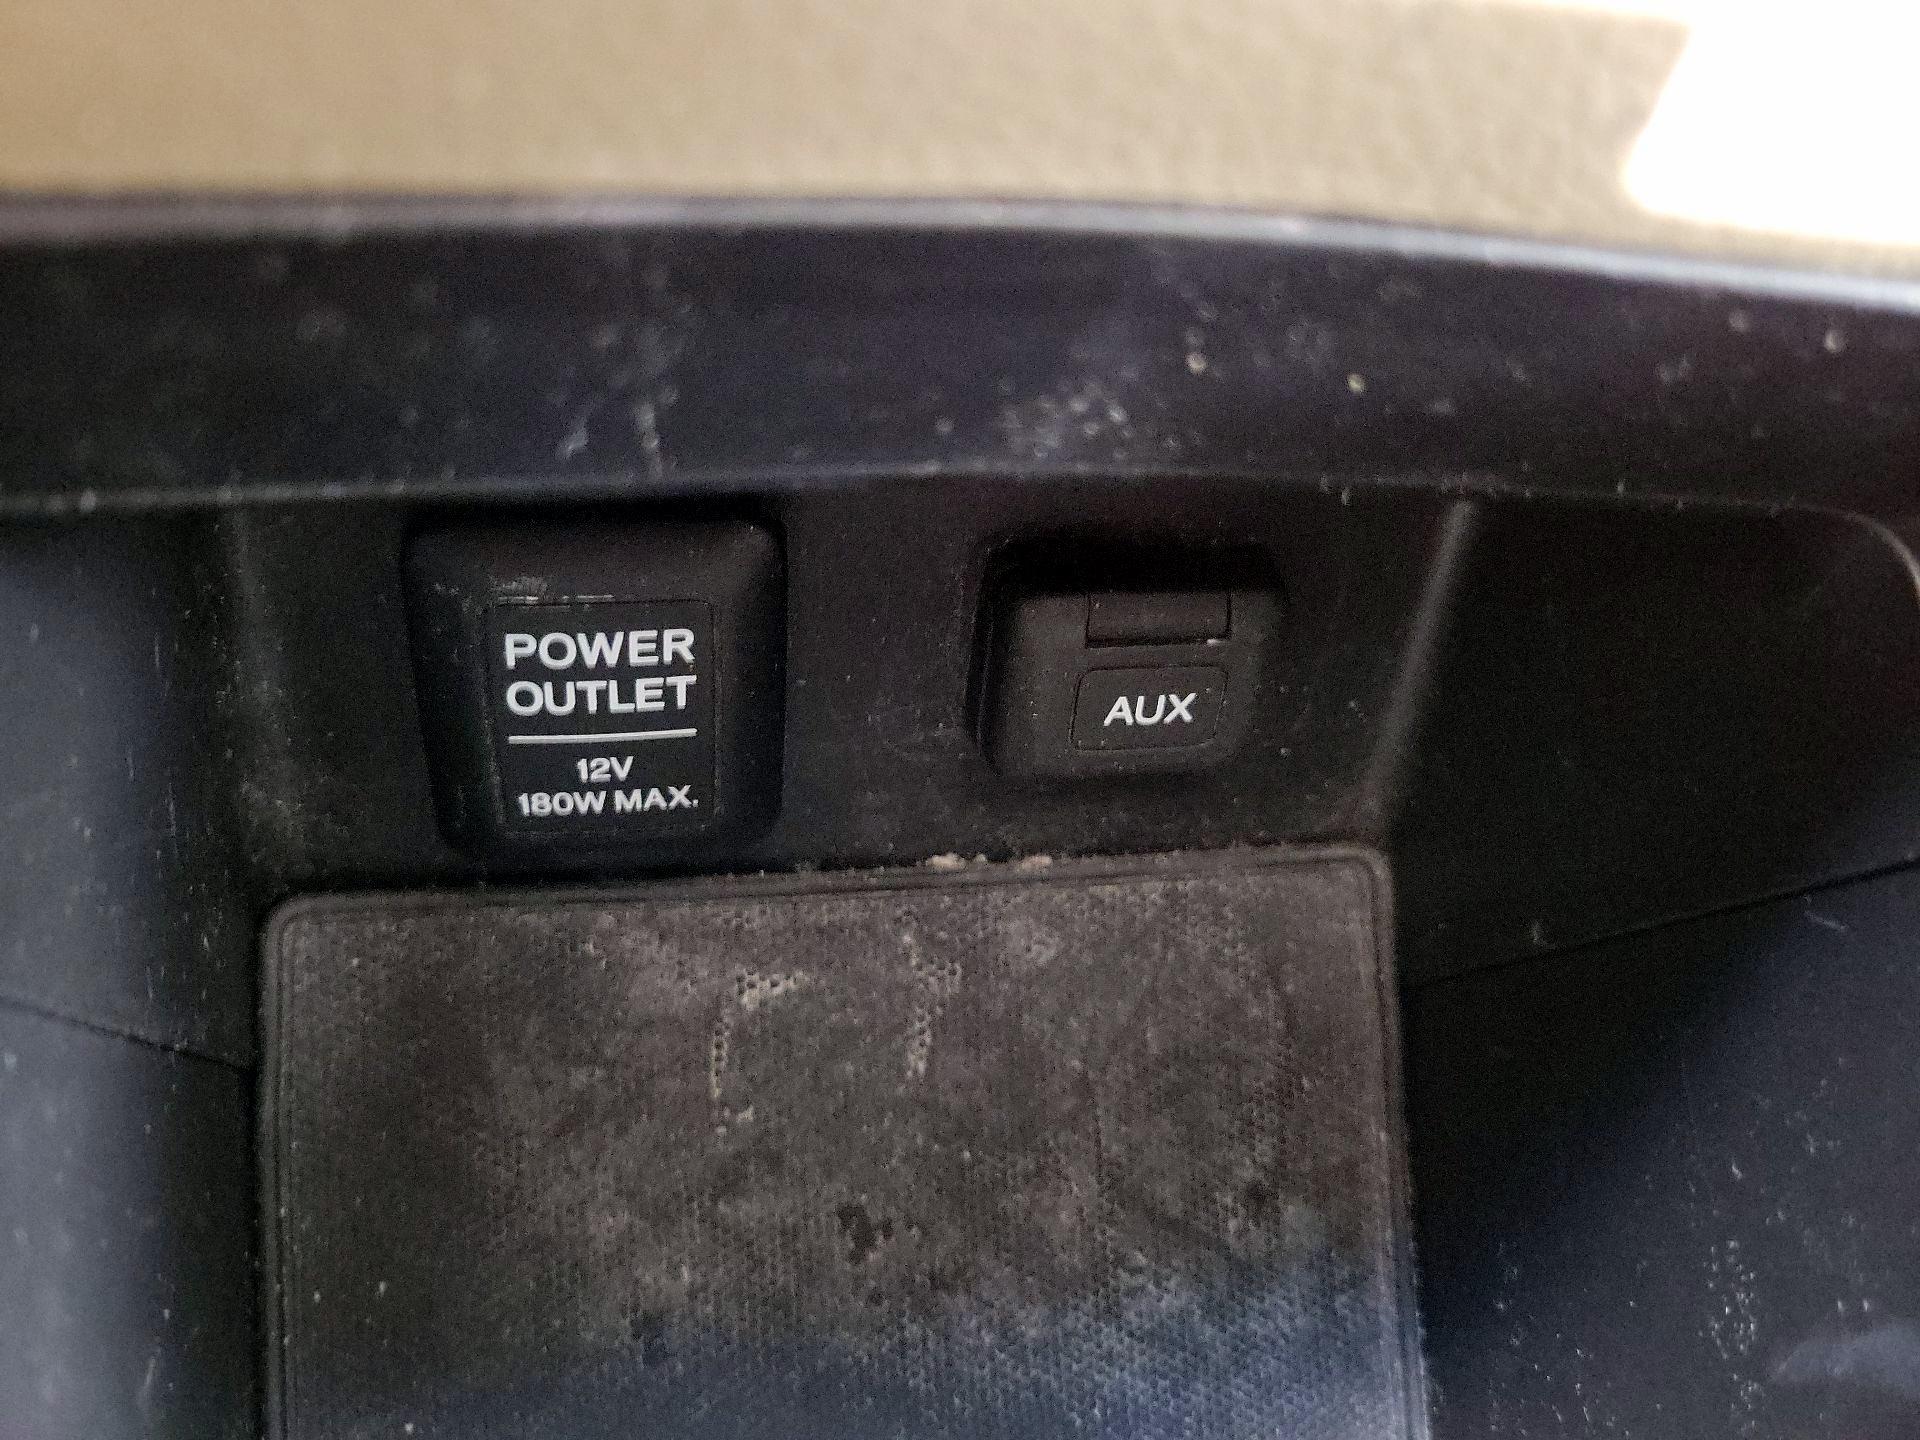 POWER
OUTLET
12V
180W MAX.
AUX